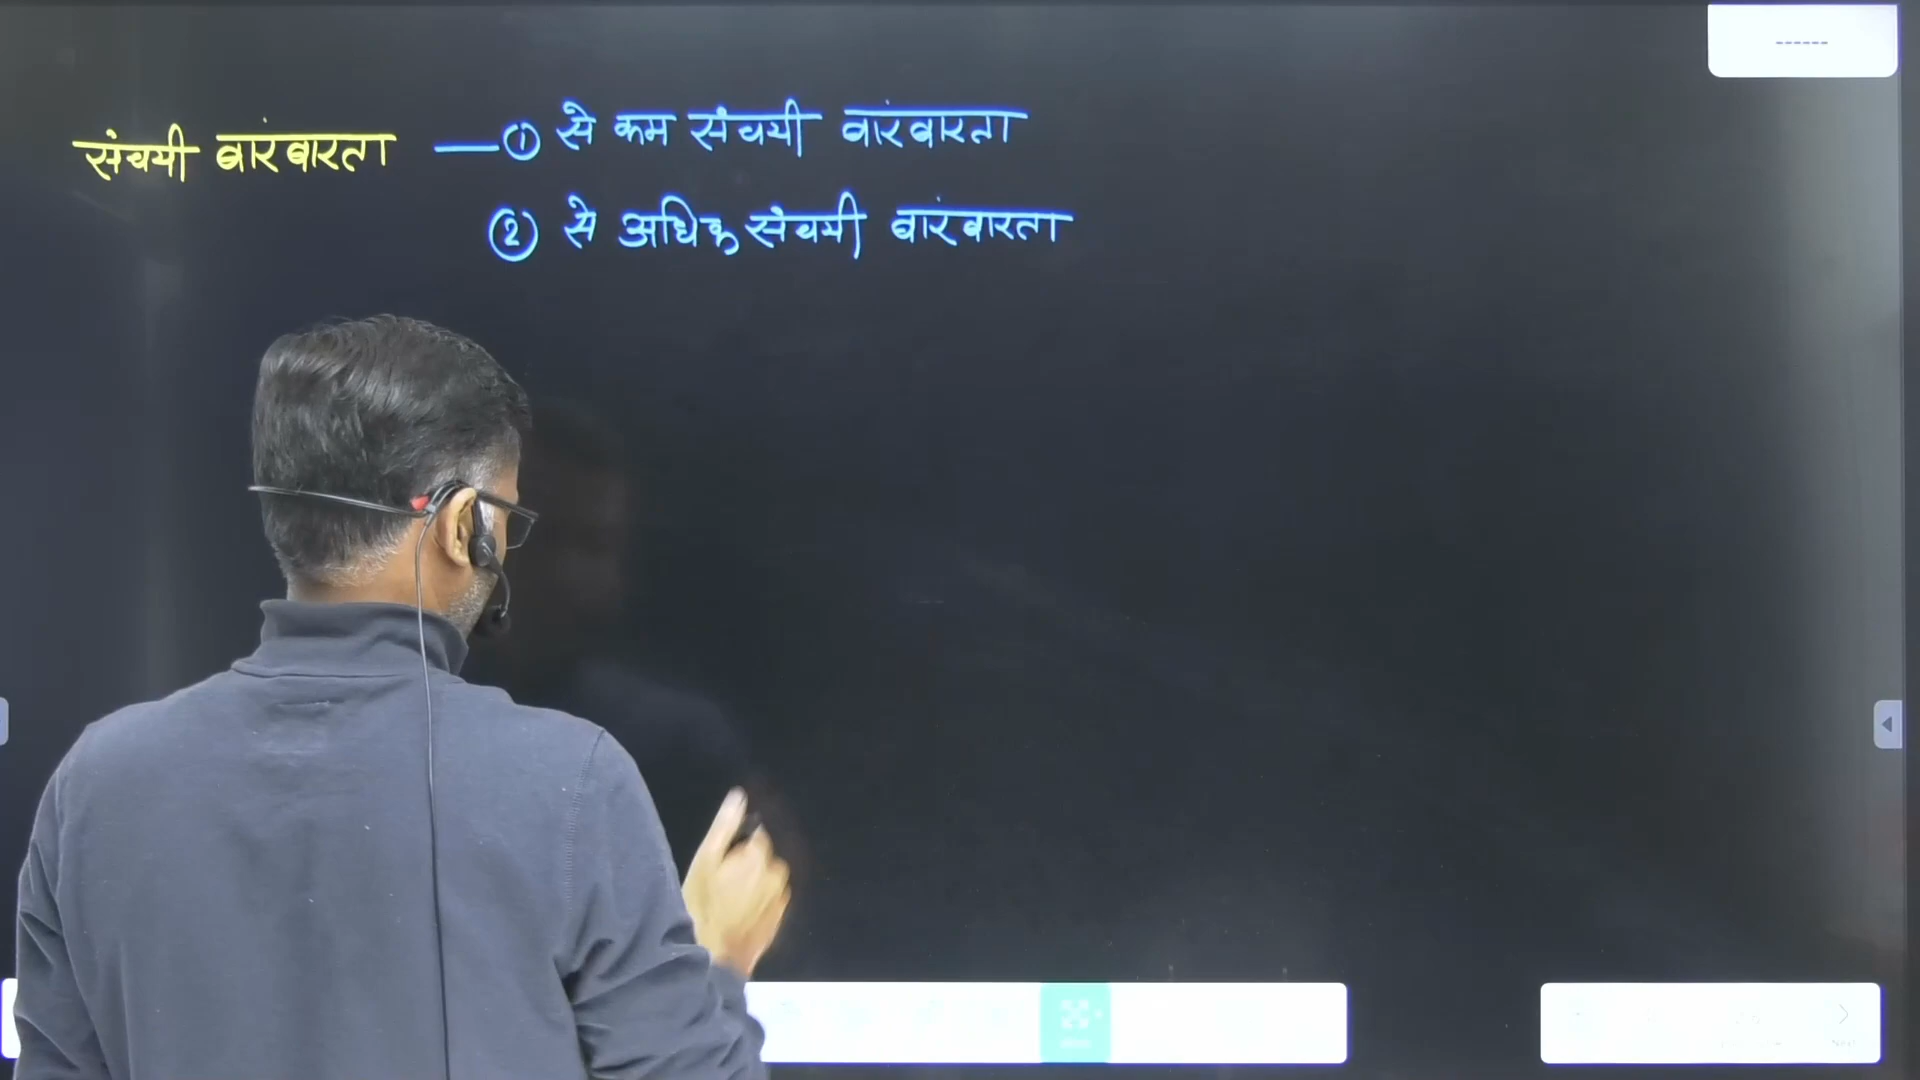 संचयी बारंबारता — ① से कम संचयी बारंबारता
② से अधिक संचयी बारंबारता